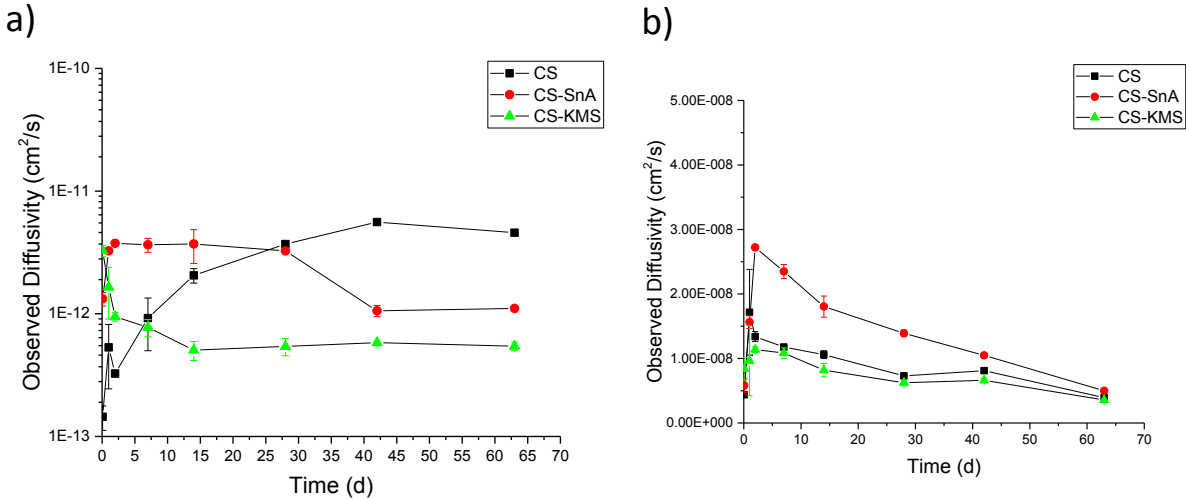 a)
1E-10
1E-11
1E-12
1E-13
Observed Diffusivity (cm²/s)
0 5 10 15 20 25 30 35 40 45 50 55 60 65 70
Time (d)
CS
CS-SnA
CS-KMS
b)
5.00E-008
4.00E-008
3.00E-008
2.00E-008
1.00E-008
0.00E+000
Observed Diffusivity (cm²/s)
0 10 20 30 40 50 60 70
Time (d)
CS
CS-SnA
CS-KMS